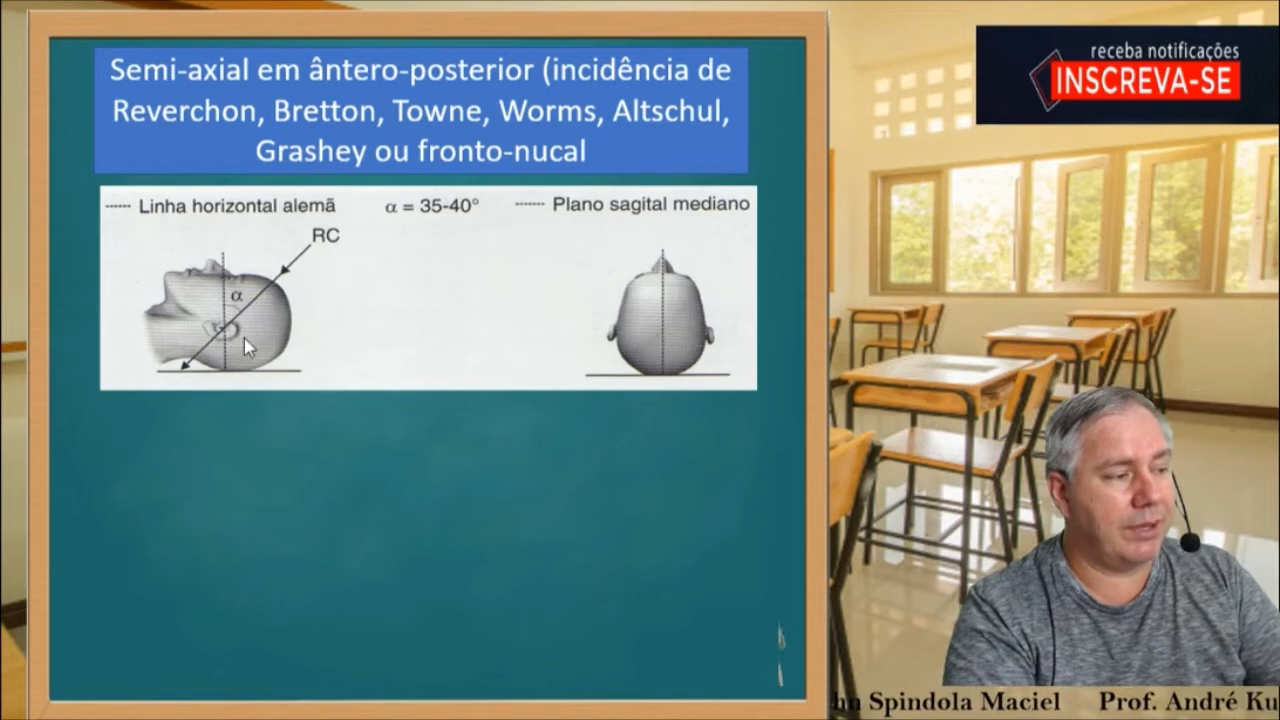 Semi-axial em ântero-posterior (incidência de
Reverchon, Bretton, Towne, Worms, Altschul,
Grashey ou fronto-nucal
Linha horizontal alemã α = 35-40° Plano sagital mediano
RC
α
receba notificações
INSCREVA-SE
Spindola Maciel Prof. André